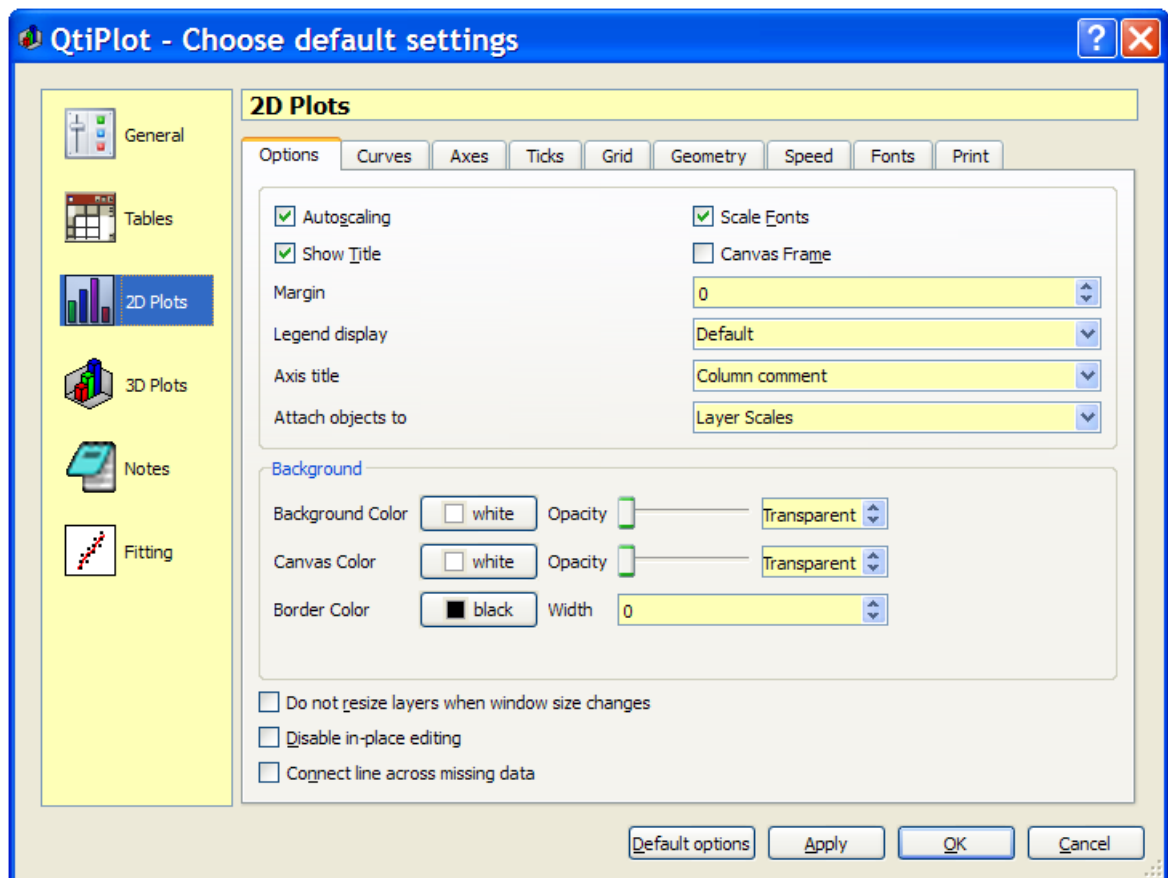 QtiPlot - Choose default settings
General
Tables
2D Plots
3D Plots
Notes
Fitting
2D Plots
Options Curves Axes Ticks Grid Geometry Speed Fonts Print
Autoscaling Scale Fonts
Show Title Canvas Frame
Margin 0
Legend display Default
Axis title Column comment
Attach objects to Layer Scales
Background
Background Color white Opacity Transparent
Canvas Color white Opacity Transparent
Border Color black Width 0
Do not resize layers when window size changes
Disable in-place editing
Connect line across missing data
Default options Apply OK Cancel